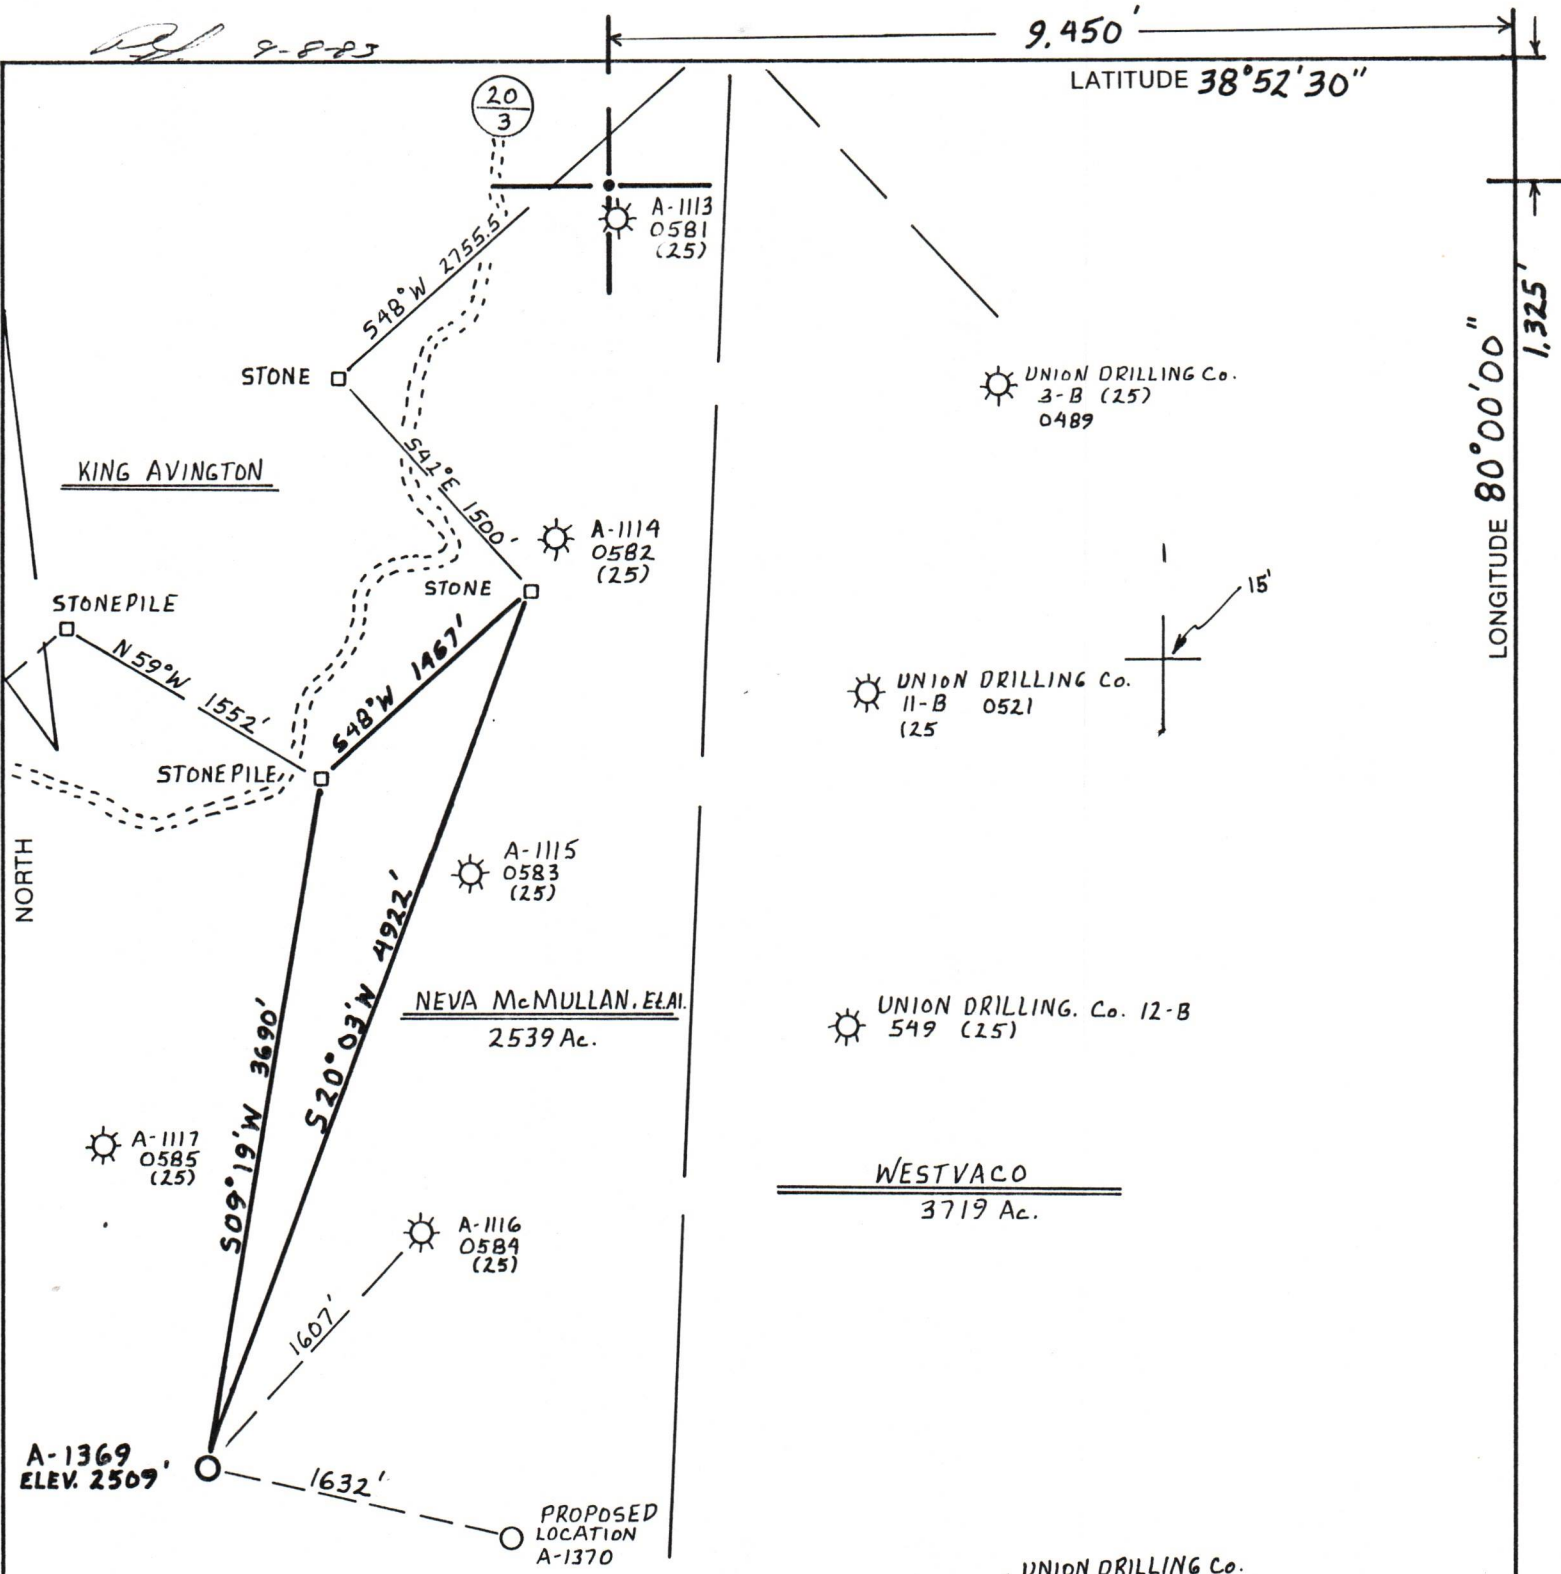 9-8-83
9,450'
LATITUDE 38°52'30"
20
3
A-1113
0581
(25)
S48°W 2755.5'
1,325'
LONGITUDE 80°00'00"
STONE
UNION DRILLING Co.
3-B (25)
0489
KING AVINGTON
S42°E 1500'
A-1114
0582
(25)
STONE
15'
STONEPILE
N59°W 1552'
S48°W 1467'
UNION DRILLING Co.
11-B 0521
(25
STONEPILE
NORTH
A-1115
0583
(25)
S20°03'W 4922'
NEVA McMULLAN, Et.Al.
2539 Ac.
UNION DRILLING. Co. 12-B
549 (25)
S09°19'W 3690'
A-1117
0585
(25)
WESTVACO
3719 Ac.
A-1116
0584
(25)
1607'
A-1369
ELEV. 2509'
1632'
PROPOSED
LOCATION
A-1370
UNION DRILLING Co.